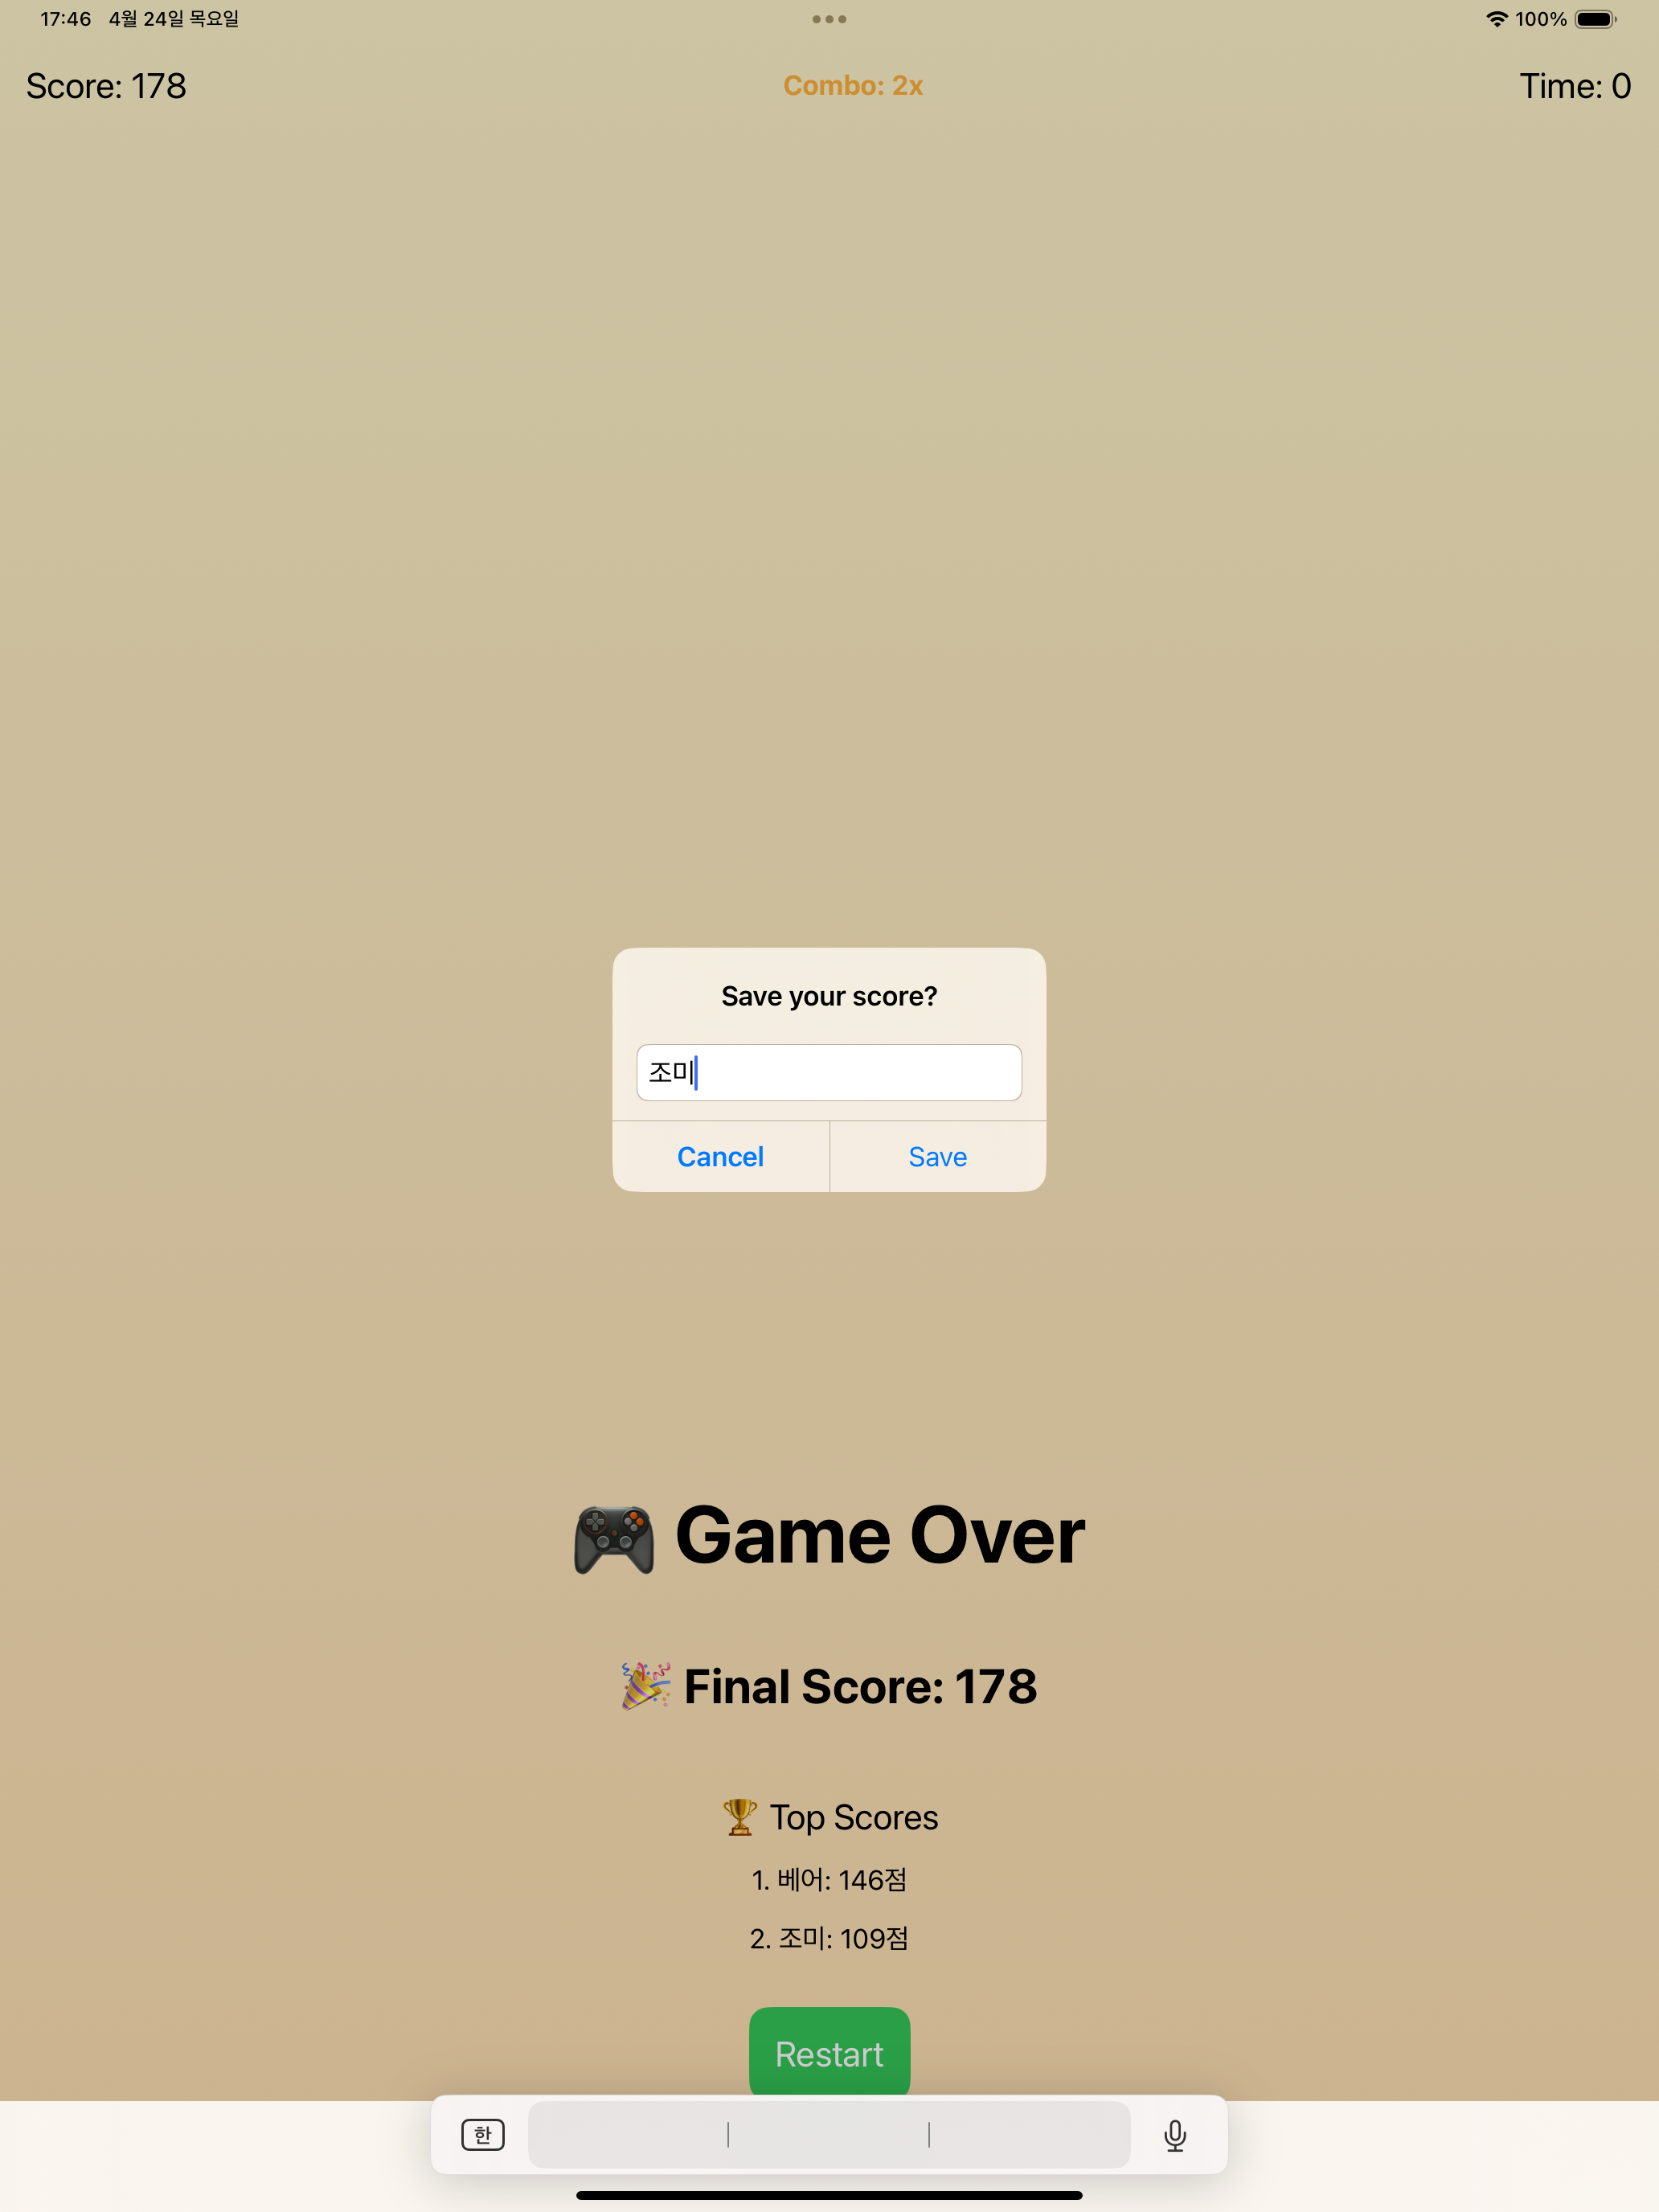 17:46 4월 24일 목요일 100%
Score: 178 Combo: 2x Time: 0
Save your score?
조미
Cancel Save
🎮 Game Over
🎉 Final Score: 178
🏆 Top Scores
1. 베어: 146점
2. 조미: 109점
Restart
한